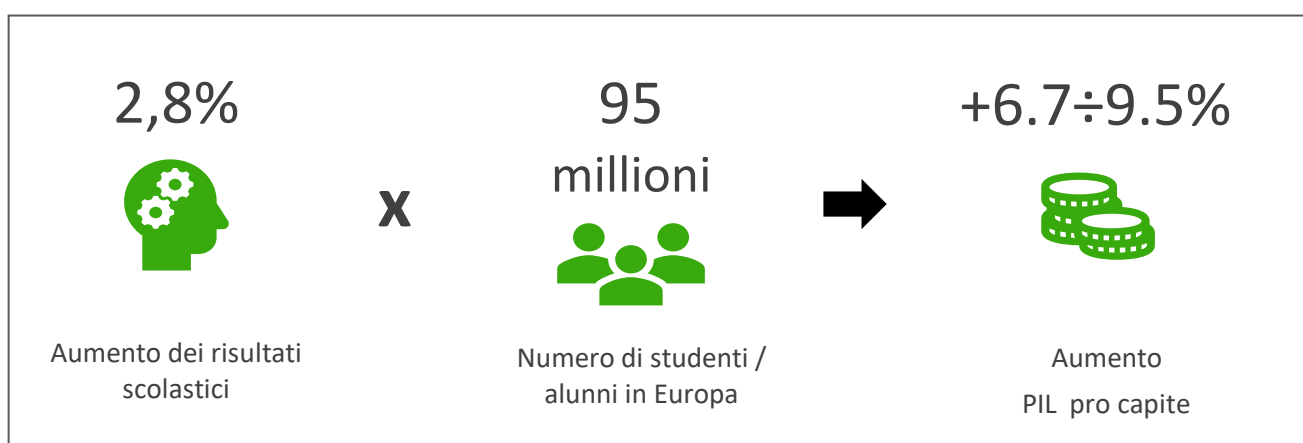 2,8%
x
95
millioni
+6.7÷9.5%
Aumento dei risultati
scolastici
Numero di studenti /
alunni in Europa
Aumento
PIL pro capite